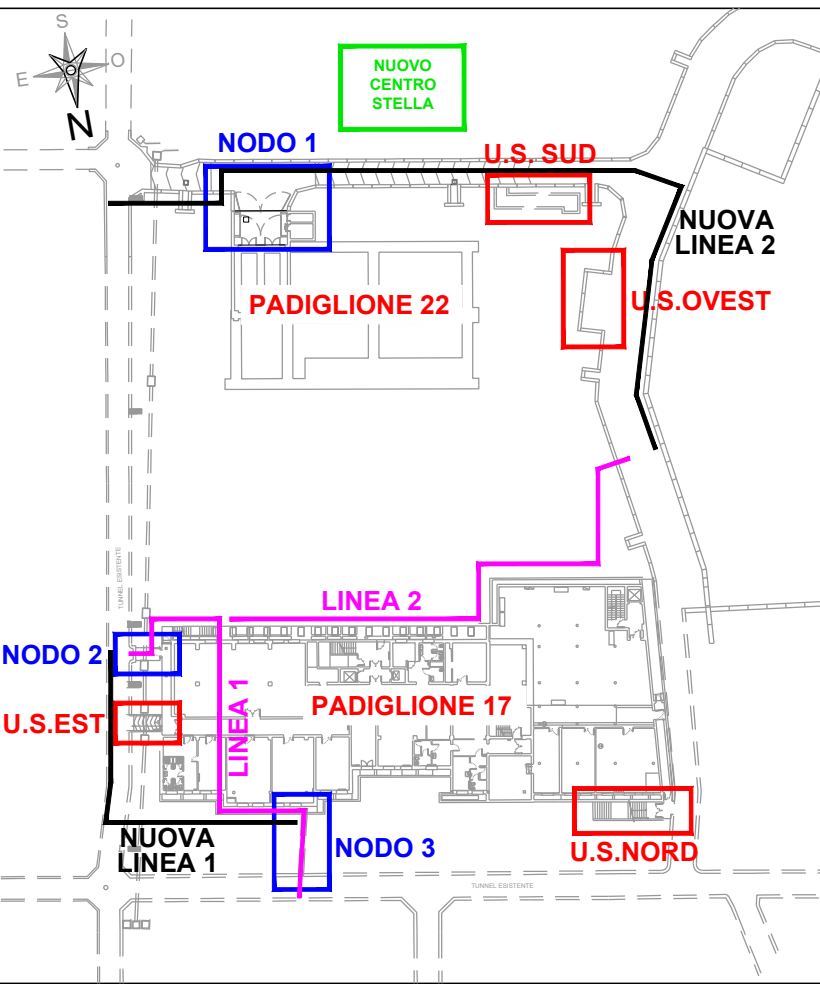 S
E
O
N
NUOVO
CENTRO
STELLA
NODO 1
U.S. SUD
NUOVA
LINEA 2
PADIGLIONE 22
U.S.OVEST
TUNNEL ESISTENTE
LINEA 2
NODO 2
LINEA 1
PADIGLIONE 17
U.S.EST
NUOVA
LINEA 1
NODO 3
U.S.NORD
TUNNEL ESISTENTE